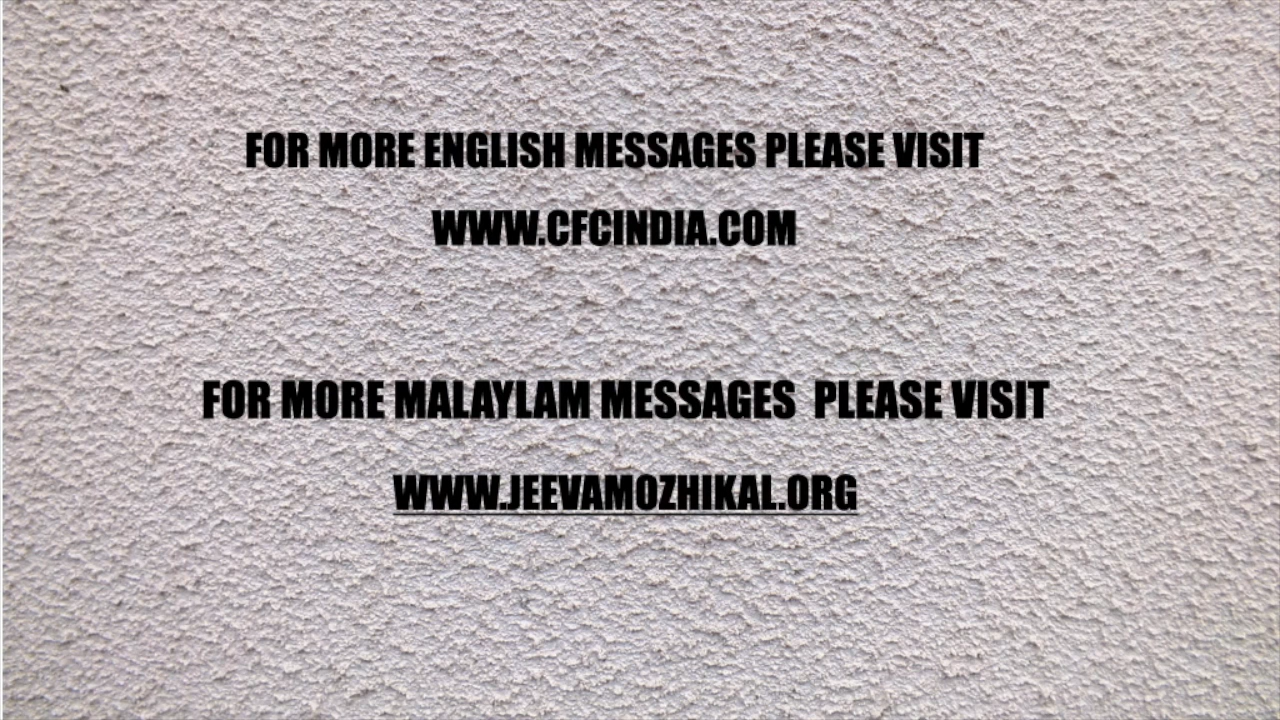 FOR MORE ENGLISH MESSAGES PLEASE VISIT
WWW.CFCINDIA.COM
FOR MORE MALAYLAM MESSAGES PLEASE VISIT
WWW.JEEVAMOZHIKAL.ORG